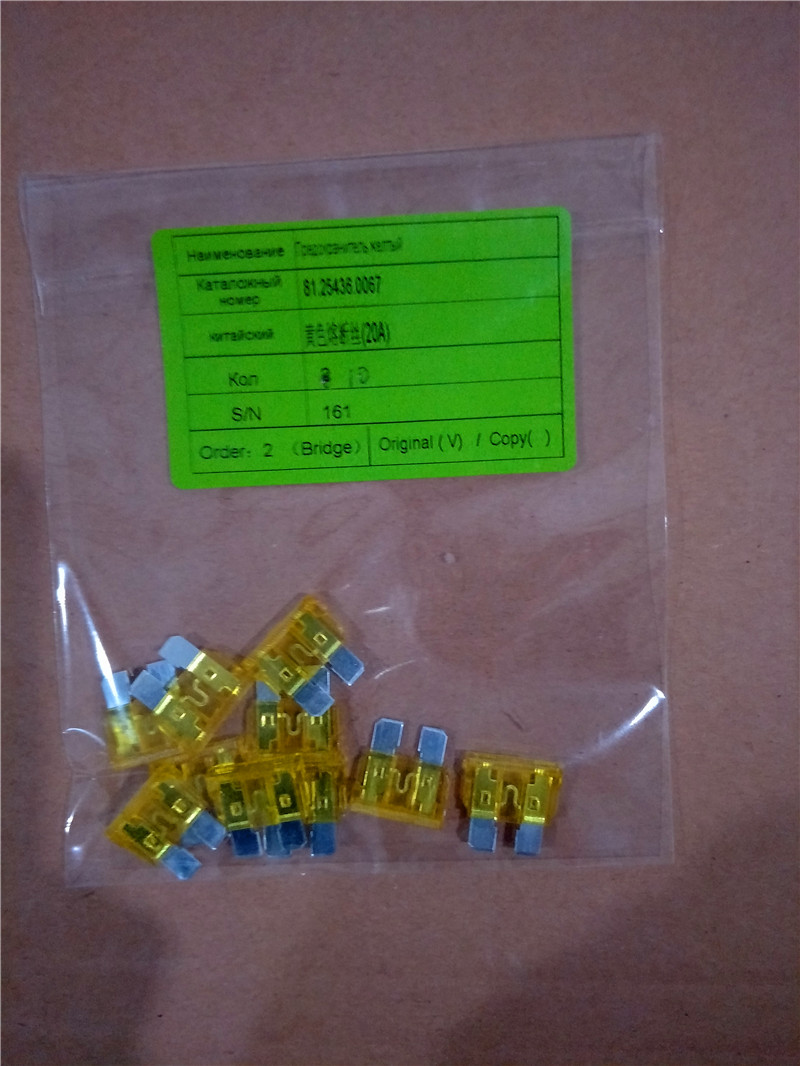 Наименование Предохранитель желтый
Каталожный номер 81.25436.0067
китайский 黄色熔断丝(20A)
Кол 10
S/N 161
Order: 2 （Bridge） Original ( V) / Copy( )